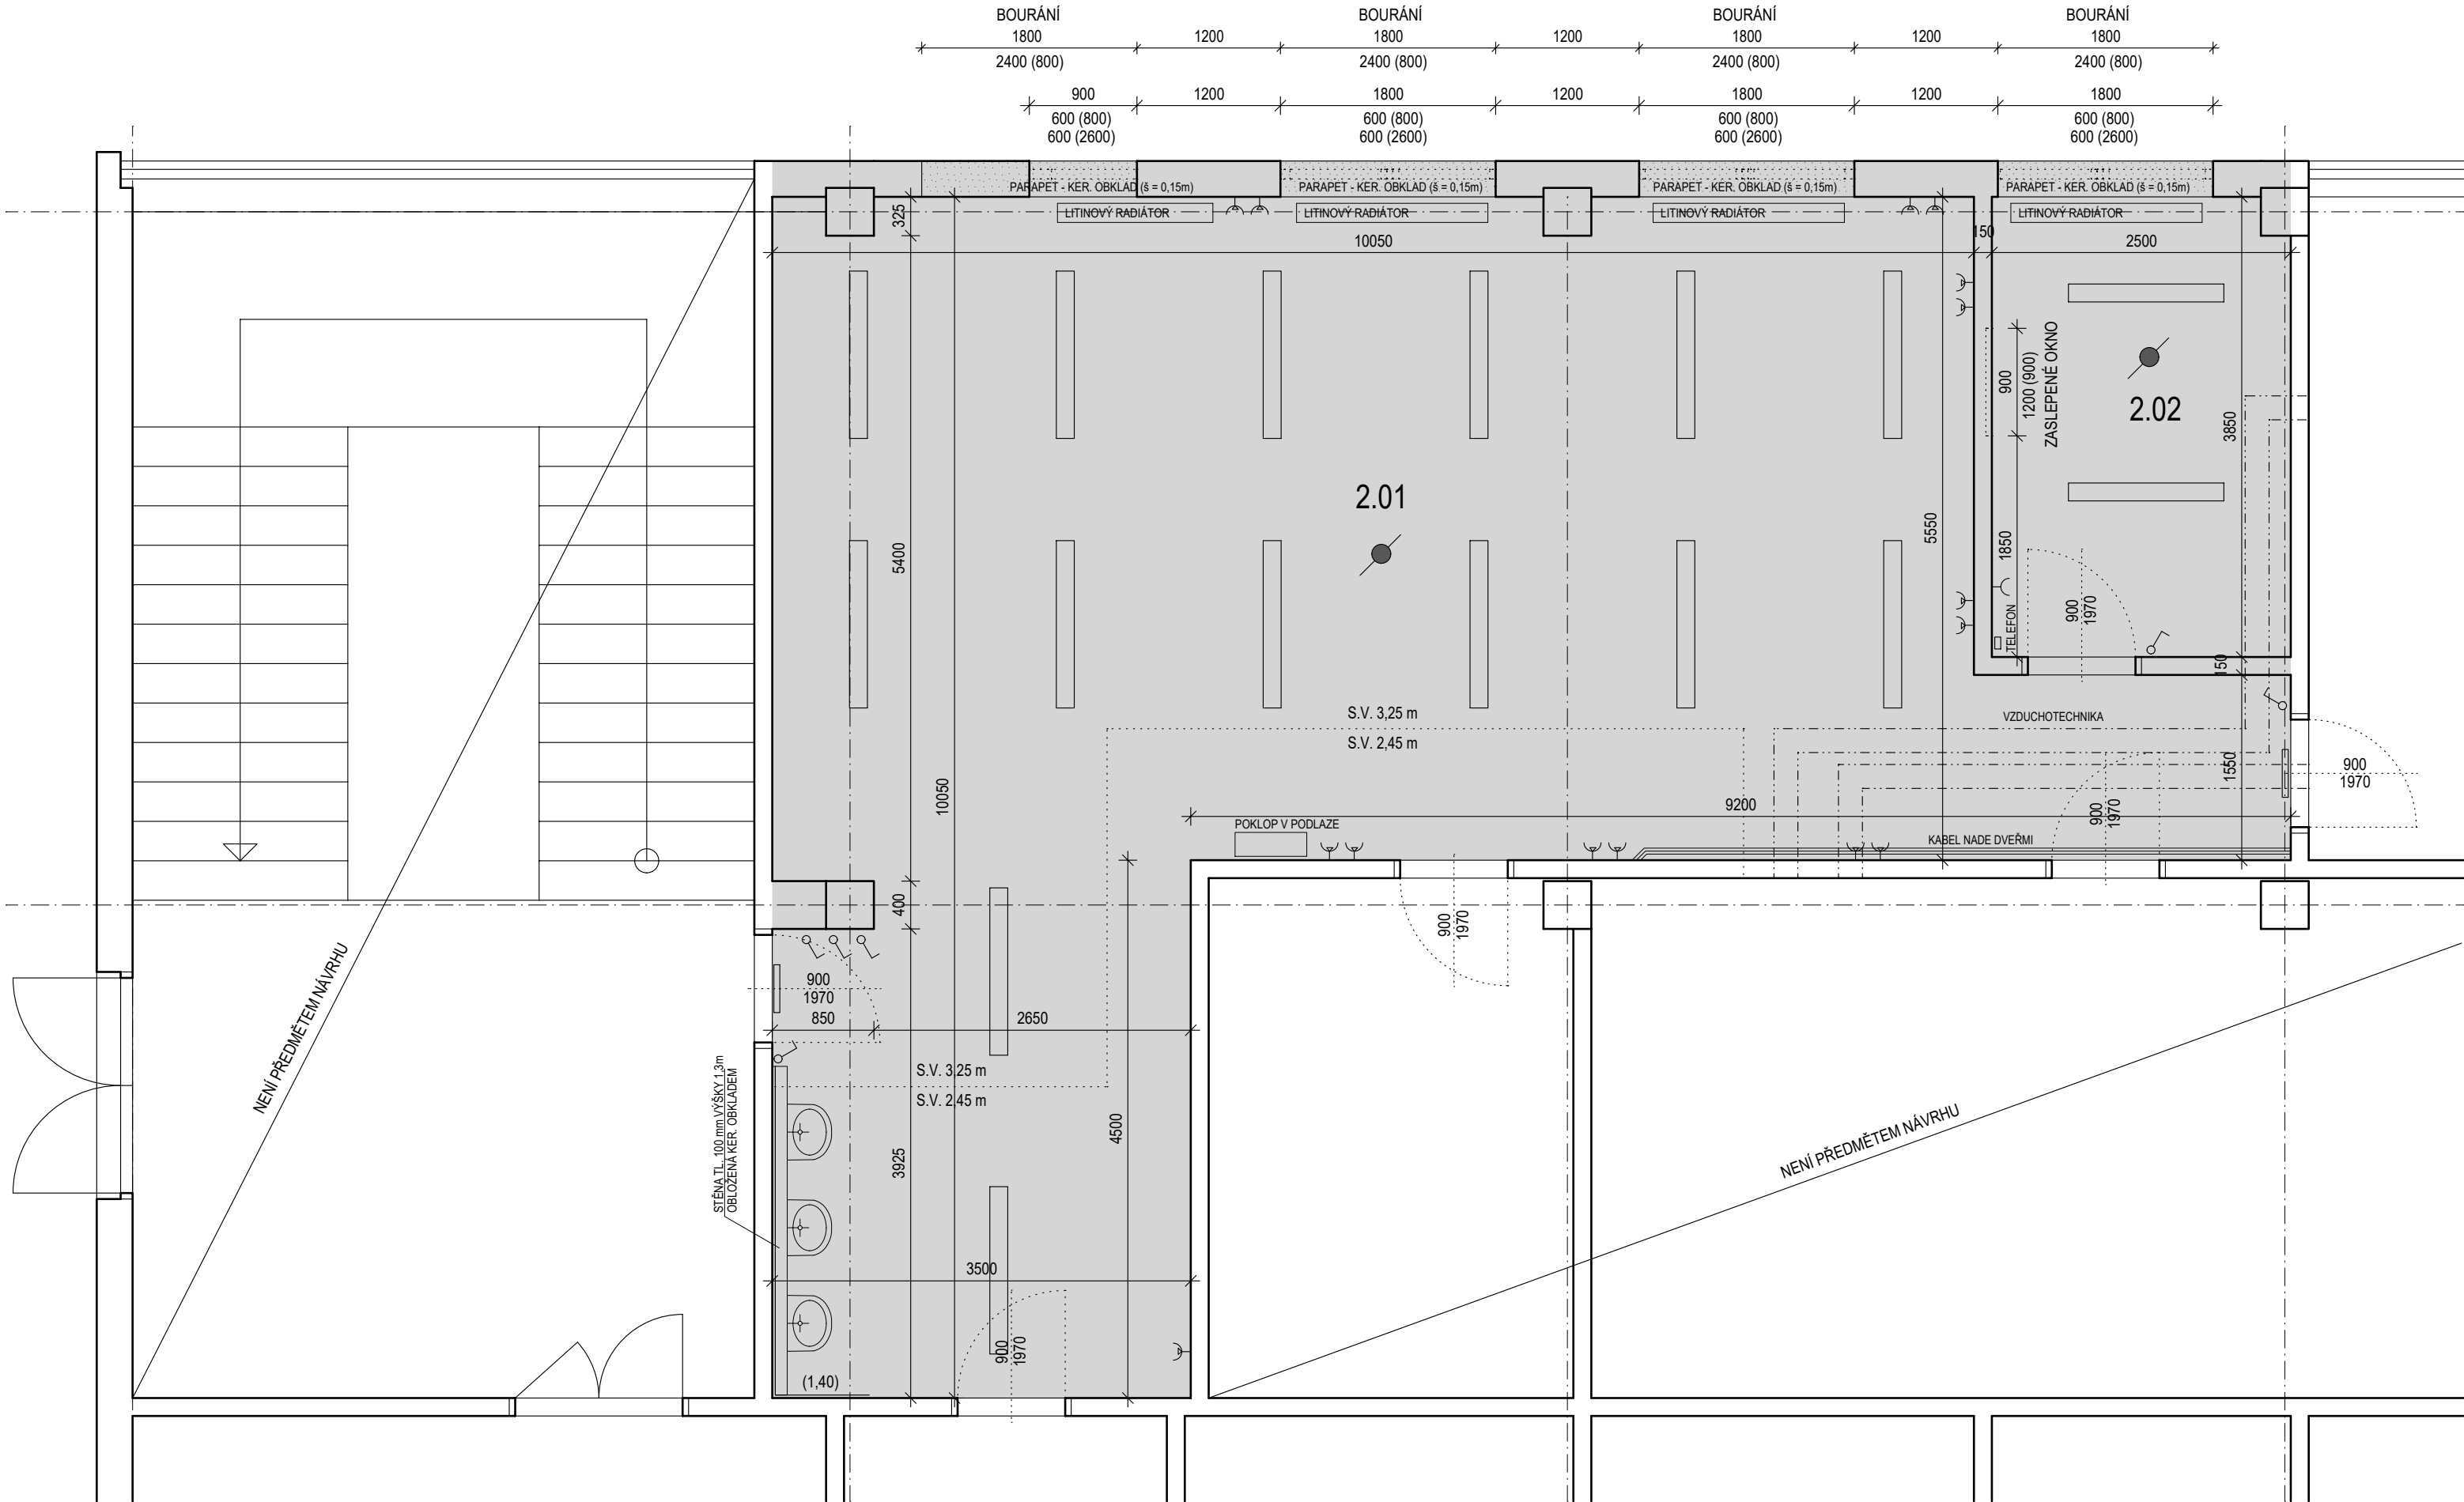 BOURÁNÍ
BOURÁNÍ
BOURÁNÍ
BOURÁNÍ
1800
1200
1800
1200
1800
1200
1800
2400 (800)
2400 (800)
2400 (800)
2400 (800)
900
1200
1800
1200
1800
1200
1800
600 (800)
600 (2600)
600 (800)
600 (2600)
600 (800)
600 (2600)
600 (800)
600 (2600)
PARAPET - KER. OBKLAD (š = 0,15m)
PARAPET - KER. OBKLAD (š = 0,15m)
PARAPET - KER. OBKLAD (š = 0,15m)
PARAPET - KER. OBKLAD (š = 0,15m)
LITINOVÝ RADIÁTOR
LITINOVÝ RADIÁTOR
LITINOVÝ RADIÁTOR
LITINOVÝ RADIÁTOR
325
10050
150
2500
900
1200 (900)
ZASLEPENÉ OKNO
2.02
3850
2.01
5400
5550
1850
TELEFON
900
1970
150
S.V. 3,25 m
S.V. 2,45 m
VZDUCHOTECHNIKA
1550
900
1970
10050
9200
900
1970
POKLOP V PODLAZE
KABEL NADE DVEŘMI
400
900
1970
900
1970
850
2650
NENÍ PŘEDMĚTEM NÁVRHU
STĚNA TL. 100 mm VÝŠKY 1,3m
OBLOŽENÁ KER. OBKLADEM
S.V. 3,25 m
S.V. 2,45 m
4500
3925
NENÍ PŘEDMĚTEM NÁVRHU
3500
900
1970
(1,40)